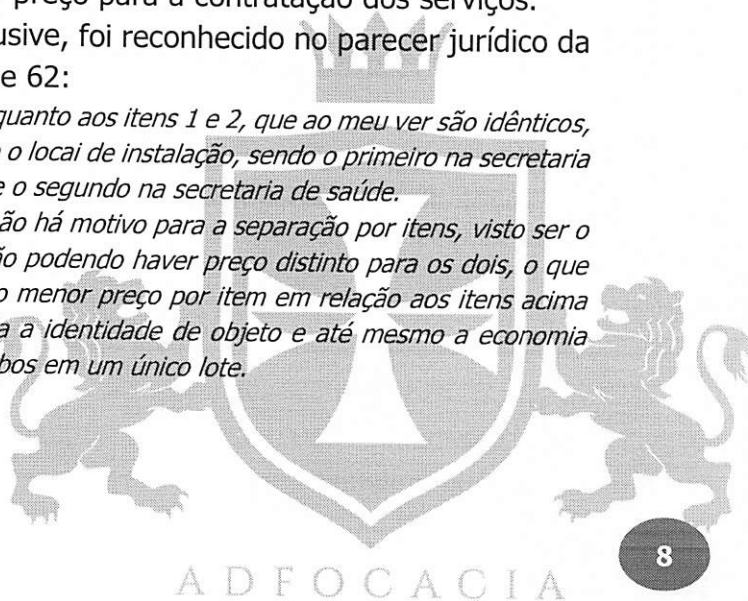 preço para a contratação dos serviços.
usive, foi reconhecido no parecer jurídico da
e 62:
quanto aos itens 1 e 2, que ao meu ver são idênticos,
o locai de instalação, sendo o primeiro na secretaria
e o segundo na secretaria de saúde.
ão há motivo para a separação por itens, visto ser o
ão podendo haver preço distinto para os dois, o que
o menor preço por item em relação aos itens acima
a a identidade de objeto e até mesmo a economia
bos em um único lote.
8
ADFOCACIA